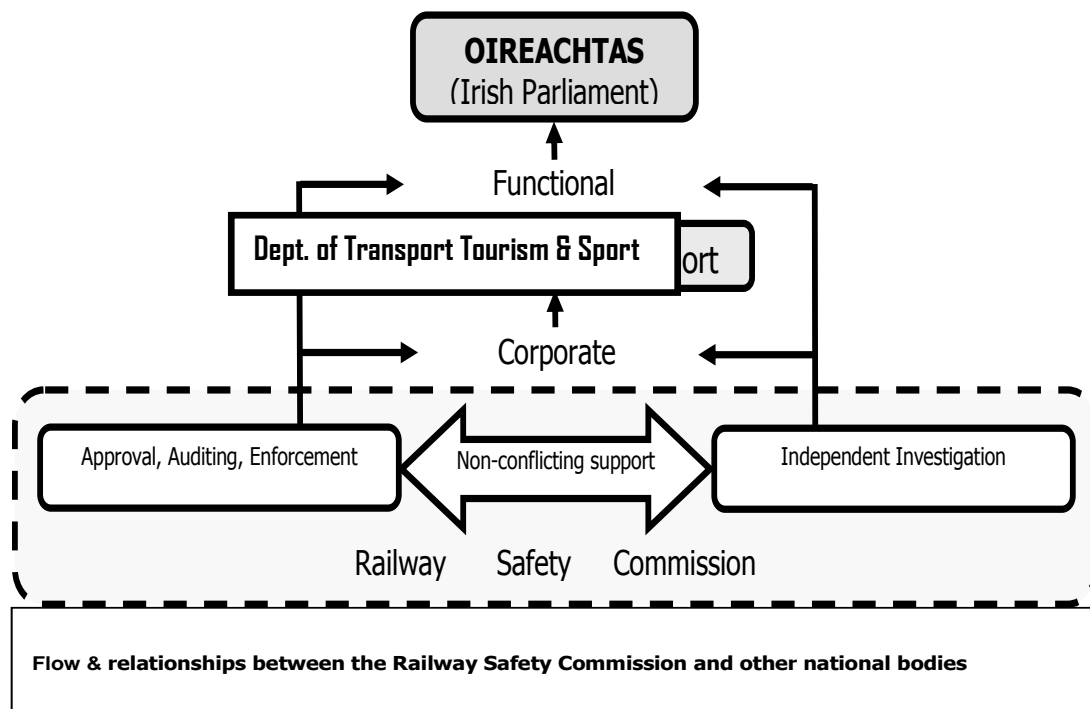 OIREACHTAS
(Irish Parliament)
Functional
Dept. of Transport Tourism & Sport
ort
Corporate
Approval, Auditing, Enforcement
Non-conflicting support
Independent Investigation
Railway Safety Commission
Flow & relationships between the Railway Safety Commission and other national bodies